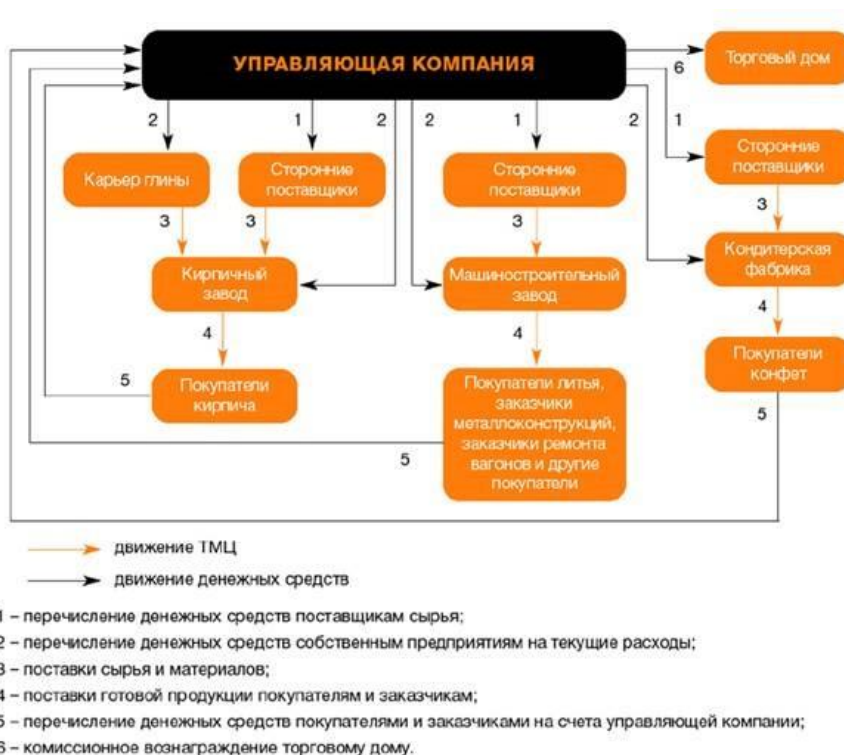 УПРАВЛЯЮЩАЯ КОМПАНИЯ
Торговый дом
6
2
1
2
2
1
2
1
Карьер глины
Сторонние
поставщики
Сторонние
поставщики
Сторонние
поставщики
3
3
3
3
Кирпичный
завод
Машиностроительный
завод
Кондитерская
фабрика
4
4
4
Покупатели
кирпича
Покупатели литья,
заказчики
металлоконструкций,
заказчики ремонта
вагонов и другие
покупатели
Покупатели
конфет
5
5
5
движение ТМЦ
движение денежных средств
1 – перечисление денежных средств поставщикам сырья;
2 – перечисление денежных средств собственным предприятиям на текущие расходы;
3 – поставки сырья и материалов;
4 – поставки готовой продукции покупателям и заказчикам;
5 – перечисление денежных средств покупателями и заказчиками на счета управляющей компании;
6 – комиссионное вознаграждение торговому дому.